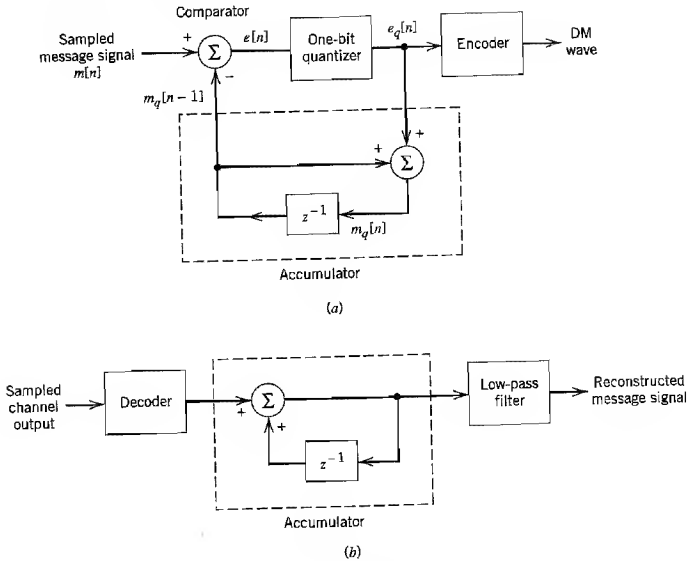 Comparator
Sampled
message signal
m[n]
+
Σ
−
e[n]
One-bit
quantizer
e_q[n]
Encoder
DM
wave
m_q[n − 1]
+
+
Σ
z⁻¹
m_q[n]
Accumulator
(a)
Sampled
channel
output
Decoder
+
Σ
+
z⁻¹
Low-pass
filter
Reconstructed
message signal
Accumulator
(b)